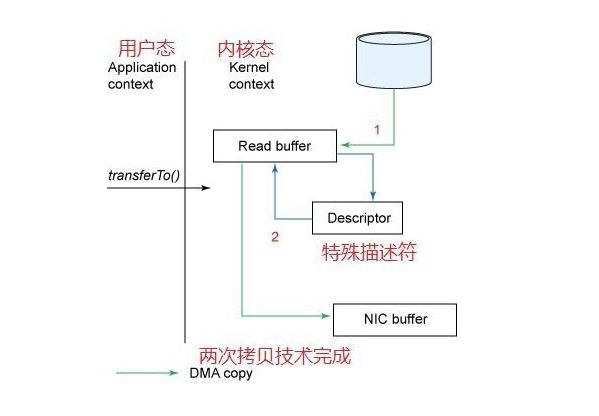 用户态
Application
context
内核态
Kernel
context
1
Read buffer
transferTo()
Descriptor
2
特殊描述符
NIC buffer
两次拷贝技术完成
DMA copy